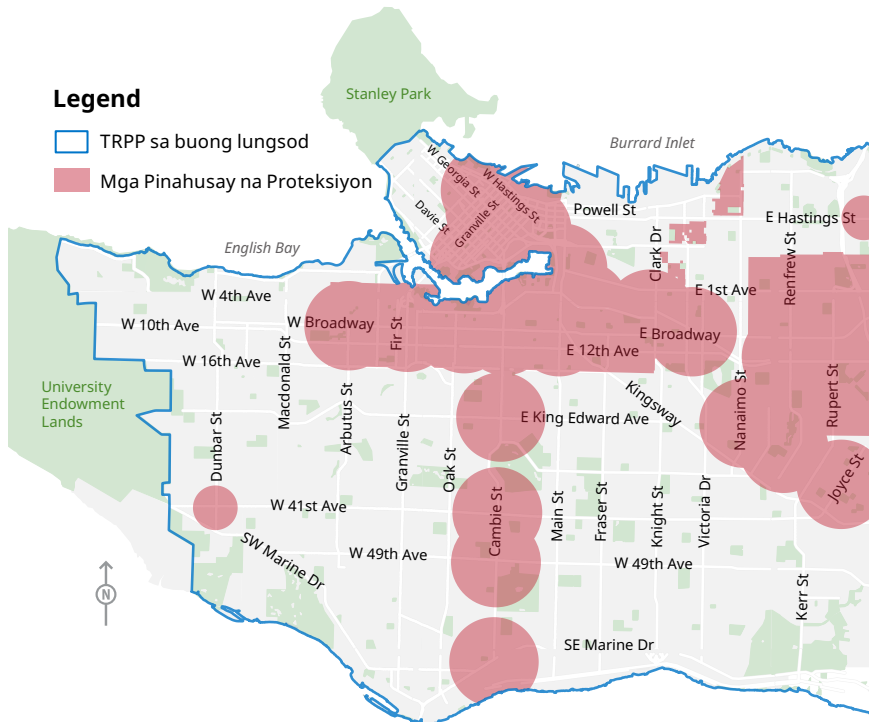 Legend
TRPP sa buong lungsod
Mga Pinahusay na Proteksiyon
Stanley Park
Burrard Inlet
W Georgia St
W Hastings St
Davie St
Granville St
Powell St
E Hastings St
English Bay
Clark Dr
Renfrew St
W 4th Ave
E 1st Ave
W 10th Ave
W Broadway
Fir St
E Broadway
W 16th Ave
E 12th Ave
Macdonald St
University
Endowment
Lands
Dunbar St
Arbutus St
Granville St
Oak St
E King Edward Ave
Kingsway
Nanaimo St
Rupert St
Joyce St
W 41st Ave
Cambie St
Main St
Fraser St
Knight St
Victoria Dr
SW Marine Dr
W 49th Ave
W 49th Ave
Kerr St
N
SE Marine Dr